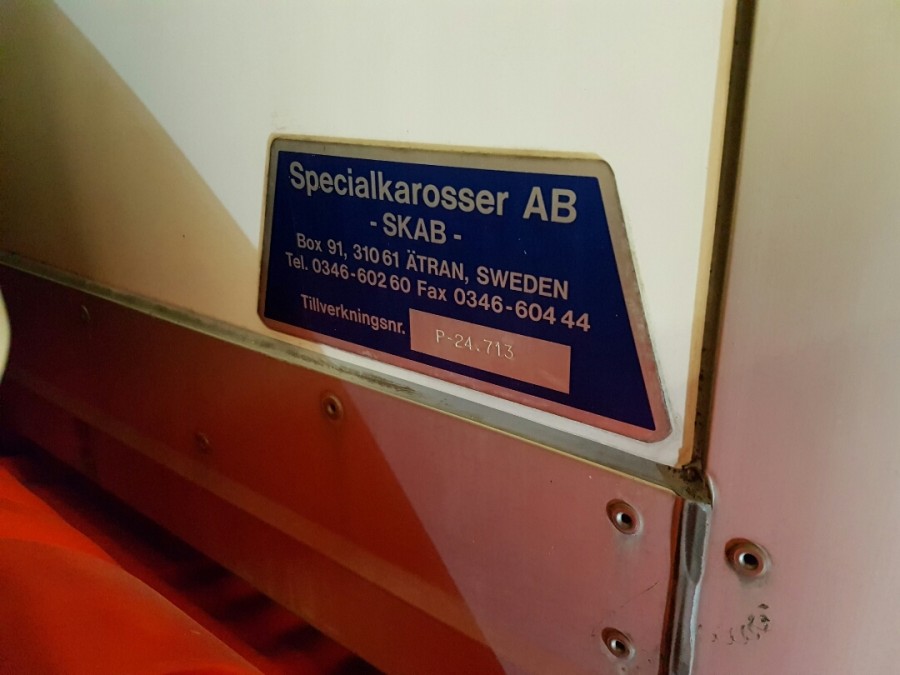 Specialkarosser AB
- SKAB -
Box 91, 310 61 ÄTRAN, SWEDEN
Tel. 0346-602 60 Fax 0346-604 44
Tillverkningsnr. P-24.713